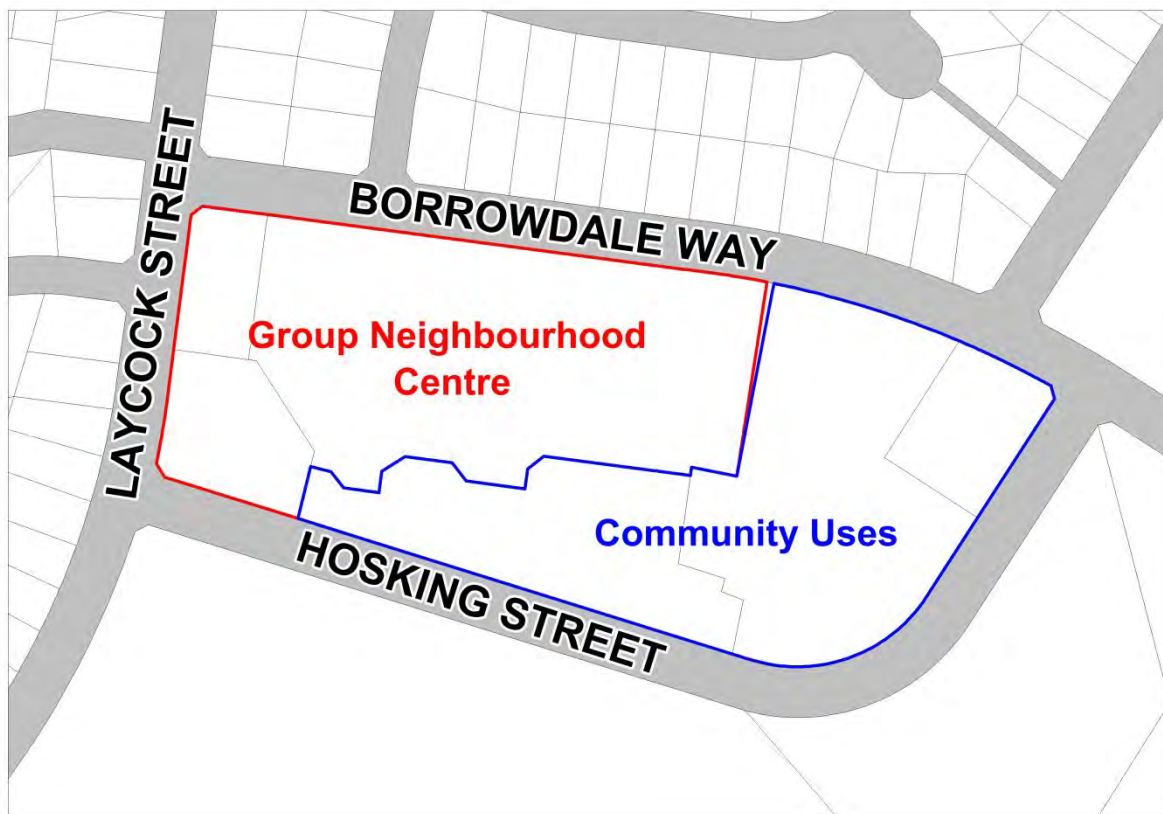 LAYCOCK STREET
BORROWDALE WAY
Group Neighbourhood
Centre
Community Uses
HOSKING STREET